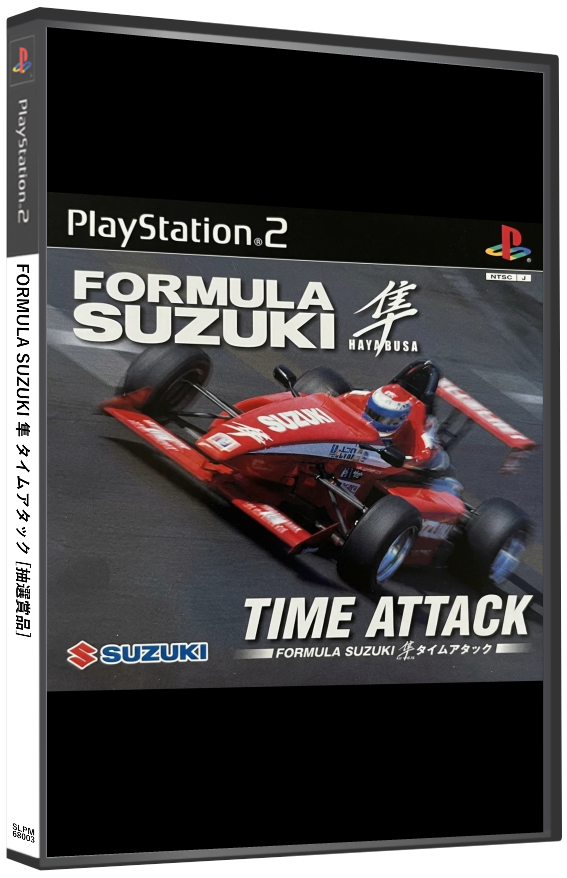 PlayStation®2
FORMULA SUZUKI 隼 タイムアタック [抽選賞品]
SLPM
68003
PlayStation®2
NTSC J
FORMULA
SUZUKI
隼
HAYABUSA
SUZUKI
TIME ATTACK
FORMULA SUZUKI 隼 タイムアタック
SUZUKI